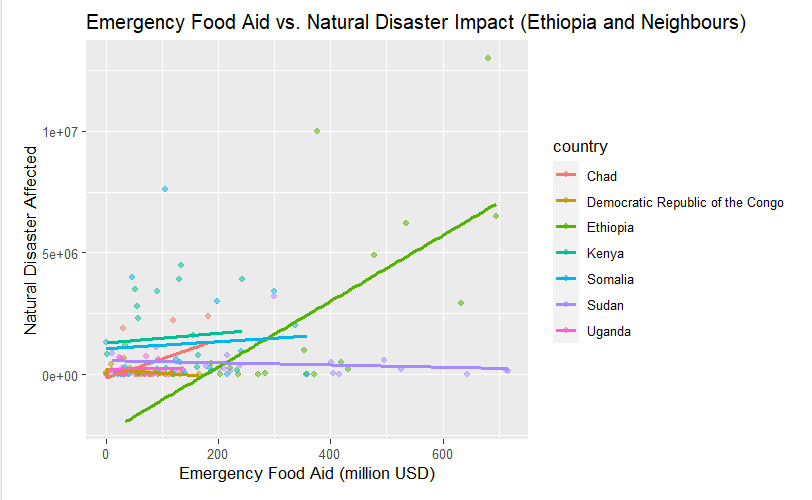 Emergency Food Aid vs. Natural Disaster Impact (Ethiopia and Neighbours)
Natural Disaster Affected
1e+07
5e+06
0e+00
0
200
400
600
Emergency Food Aid (million USD)
country
Chad
Democratic Republic of the Congo
Ethiopia
Kenya
Somalia
Sudan
Uganda